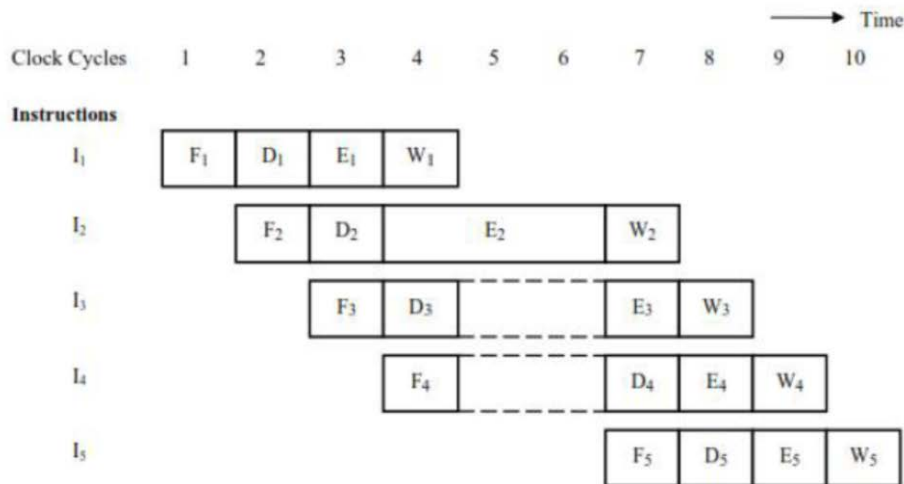 Time
Clock Cycles 1 2 3 4 5 6 7 8 9 10
Instructions
I₁ F₁ D₁ E₁ W₁
I₂ F₂ D₂ E₂ W₂
I₃ F₃ D₃ E₃ W₃
I₄ F₄ D₄ E₄ W₄
I₅ F₅ D₅ E₅ W₅